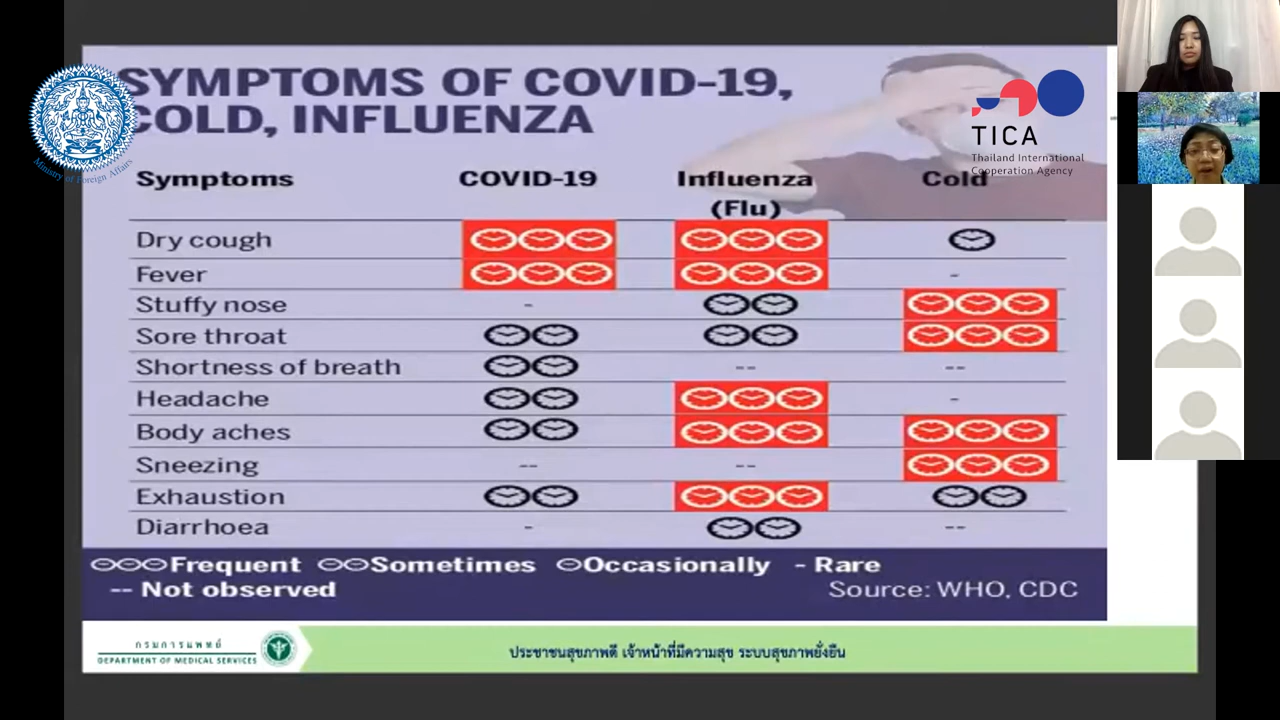 SYMPTOMS OF COVID-19,
COLD, INFLUENZA
Ministry of Foreign Affairs
TICA
Thailand International
Cooperation Agency
Symptoms COVID-19 Influenza (Flu) Cold
Dry cough
Fever -
Stuffy nose -
Sore throat
Shortness of breath -- --
Headache -
Body aches
Sneezing -- --
Exhaustion
Diarrhoea - --
Frequent Sometimes Occasionally - Rare
-- Not observed
Source: WHO, CDC
กรมการแพทย์
DEPARTMENT OF MEDICAL SERVICES
ประชาชนสุขภาพดี เจ้าหน้าที่มีความสุข ระบบสุขภาพยั่งยืน